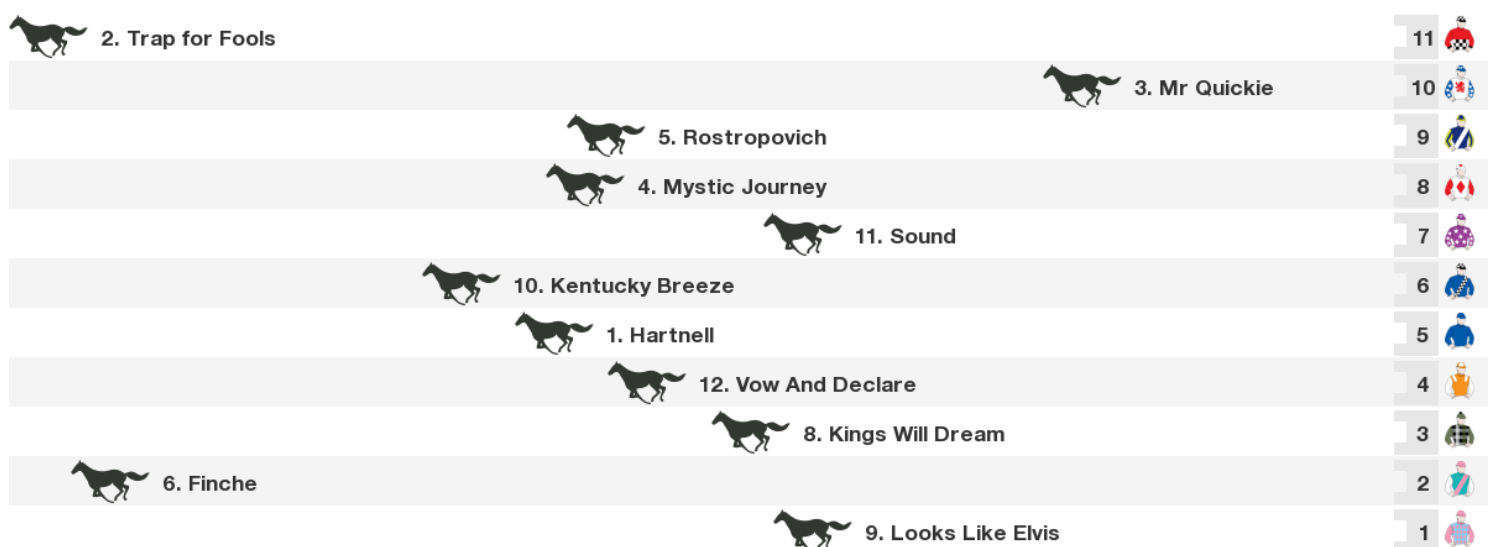 2. Trap for Fools 11
3. Mr Quickie 10
5. Rostropovich 9
4. Mystic Journey 8
11. Sound 7
10. Kentucky Breeze 6
1. Hartnell 5
12. Vow And Declare 4
8. Kings Will Dream 3
6. Finche 2
9. Looks Like Elvis 1